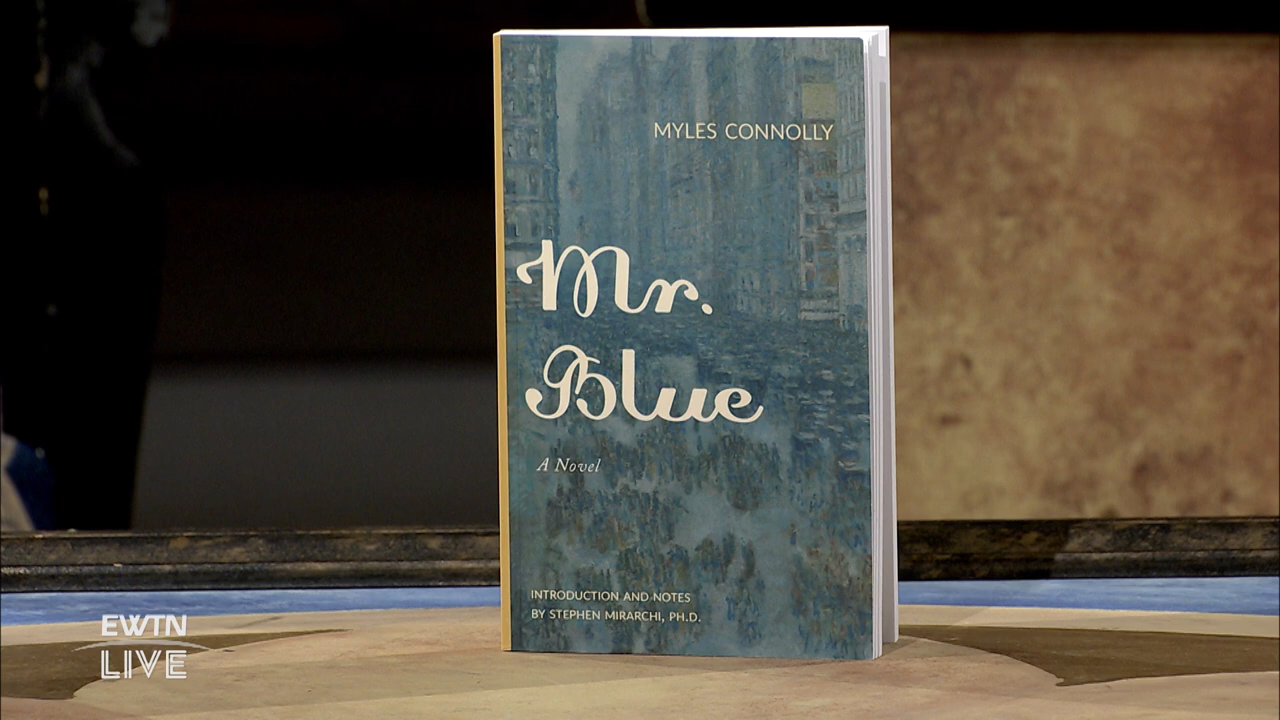 MYLES CONNOLLY
Mr.
Blue
A Novel
INTRODUCTION AND NOTES
BY STEPHEN MIRARCHI, PH.D.
EWTN
LIVE